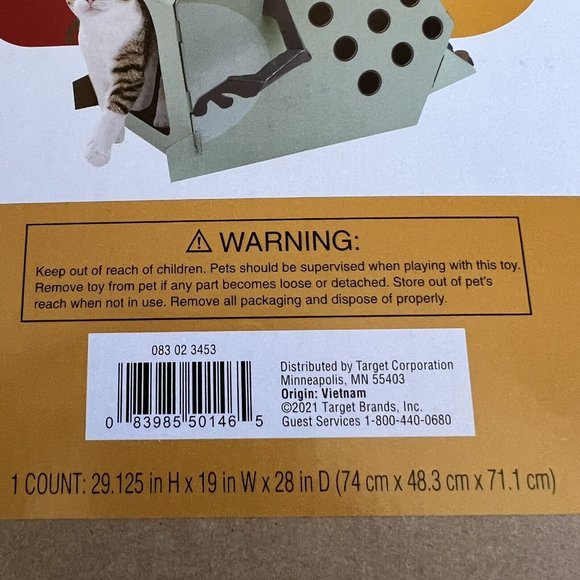 ⚠ WARNING:
Keep out of reach of children. Pets should be supervised when playing with this toy.
Remove toy from pet if any part becomes loose or detached. Store out of pet's
reach when not in use. Remove all packaging and dispose of properly.
083 02 3453
0 83985 50146 5
Distributed by Target Corporation
Minneapolis, MN 55403
Origin: Vietnam
©2021 Target Brands, Inc.
Guest Services 1-800-440-0680
1 COUNT: 29.125 in H x 19 in W x 28 in D (74 cm x 48.3 cm x 71.1 cm)